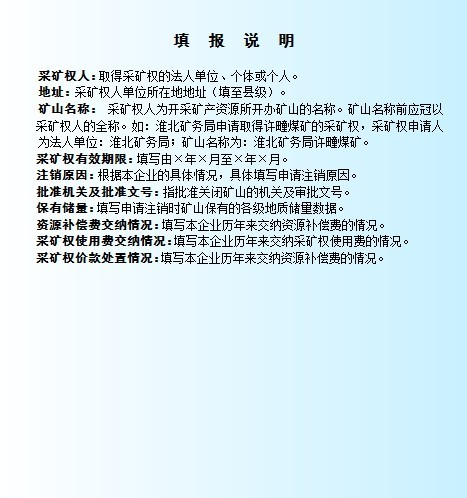 填 报 说 明
采矿权人：取得采矿权的法人单位、个体或个人。
地址：采矿权人单位所在地地址（填至县级）。
矿山名称： 采矿权人为开采矿产资源所开办矿山的名称。矿山名称前应冠以
采矿权人的全称。如：淮北矿务局申请取得许疃煤矿的采矿权，采矿权申请人
为法人单位：淮北矿务局；矿山名称为：淮北矿务局许疃煤矿。
采矿权有效期限：填写由×年×月至×年×月。
注销原因：根据本企业的具体情况，具体填写申请注销原因。
批准机关及批准文号：指批准关闭矿山的机关及审批文号。
保有储量：填写申请注销时矿山保有的各级地质储量数据。
资源补偿费交纳情况：填写本企业历年来交纳资源补偿费的情况。
采矿权使用费交纳情况：填写本企业历年来交纳采矿权使用费的情况。
采矿权价款处置情况：填写本企业历年来交纳资源补偿费的情况。